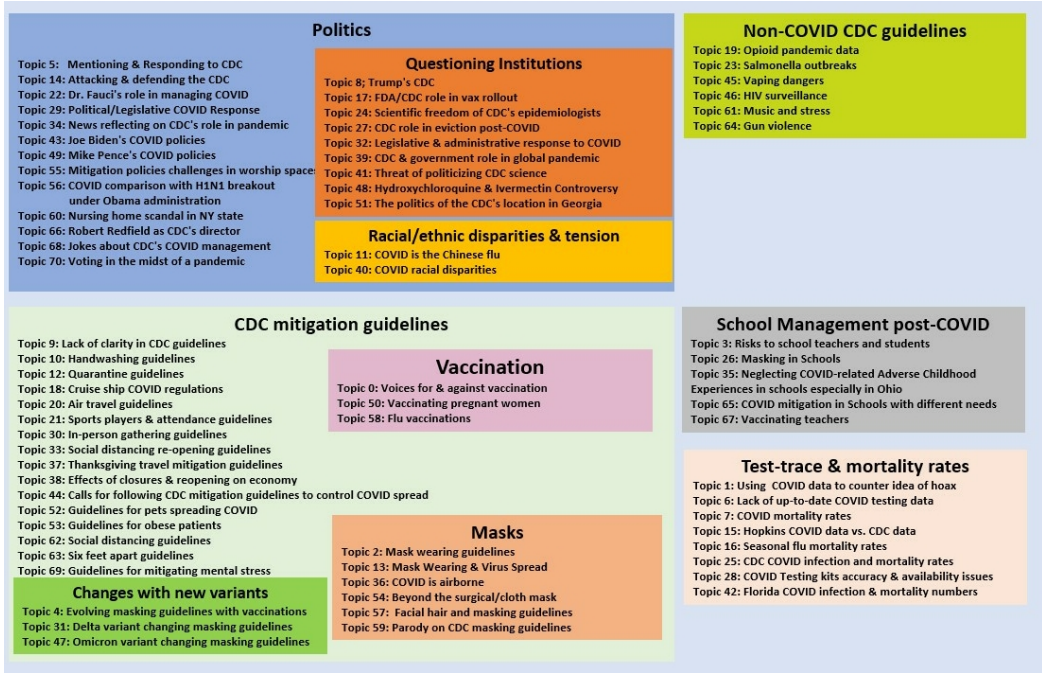 Politics
Topic 5: Mentioning & Responding to CDC
Topic 14: Attacking & defending the CDC
Topic 22: Dr. Fauci's role in managing COVID
Topic 29: Political/Legislative COVID Response
Topic 34: News reflecting on CDC's role in pandemic
Topic 43: Joe Biden's COVID policies
Topic 49: Mike Pence's COVID policies
Topic 55: Mitigation policies challenges in worship spaces
Topic 56: COVID comparison with H1N1 breakout
under Obama administration
Topic 60: Nursing home scandal in NY state
Topic 66: Robert Redfield as CDC's director
Topic 68: Jokes about CDC's COVID management
Topic 70: Voting in the midst of a pandemic
Questioning Institutions
Topic 8; Trump's CDC
Topic 17: FDA/CDC role in vax rollout
Topic 24: Scientific freedom of CDC's epidemiologists
Topic 27: CDC role in eviction post-COVID
Topic 32: Legislative & administrative response to COVID
Topic 39: CDC & government role in global pandemic
Topic 41: Threat of politicizing CDC science
Topic 48: Hydroxychloroquine & Ivermectin Controversy
Topic 51: The politics of the CDC's location in Georgia
Racial/ethnic disparities & tension
Topic 11: COVID is the Chinese flu
Topic 40: COVID racial disparities
Non-COVID CDC guidelines
Topic 19: Opioid pandemic data
Topic 23: Salmonella outbreaks
Topic 45: Vaping dangers
Topic 46: HIV surveillance
Topic 61: Music and stress
Topic 64: Gun violence
CDC mitigation guidelines
Topic 9: Lack of clarity in CDC guidelines
Topic 10: Handwashing guidelines
Topic 12: Quarantine guidelines
Topic 18: Cruise ship COVID regulations
Topic 20: Air travel guidelines
Topic 21: Sports players & attendance guidelines
Topic 30: In-person gathering guidelines
Topic 33: Social distancing re-opening guidelines
Topic 37: Thanksgiving travel mitigation guidelines
Topic 38: Effects of closures & reopening on economy
Topic 44: Calls for following CDC mitigation guidelines to control COVID spread
Topic 52: Guidelines for pets spreading COVID
Topic 53: Guidelines for obese patients
Topic 62: Social distancing guidelines
Topic 63: Six feet apart guidelines
Topic 69: Guidelines for mitigating mental stress
Changes with new variants
Topic 4: Evolving masking guidelines with vaccinations
Topic 31: Delta variant changing masking guidelines
Topic 47: Omicron variant changing masking guidelines
Vaccination
Topic 0: Voices for & against vaccination
Topic 50: Vaccinating pregnant women
Topic 58: Flu vaccinations
Masks
Topic 2: Mask wearing guidelines
Topic 13: Mask Wearing & Virus Spread
Topic 36: COVID is airborne
Topic 54: Beyond the surgical/cloth mask
Topic 57: Facial hair and masking guidelines
Topic 59: Parody on CDC masking guidelines
School Management post-COVID
Topic 3: Risks to school teachers and students
Topic 26: Masking in Schools
Topic 35: Neglecting COVID-related Adverse Childhood
Experiences in schools especially in Ohio
Topic 65: COVID mitigation in Schools with different needs
Topic 67: Vaccinating teachers
Test-trace & mortality rates
Topic 1: Using COVID data to counter idea of hoax
Topic 6: Lack of up-to-date COVID testing data
Topic 7: COVID mortality rates
Topic 15: Hopkins COVID data vs. CDC data
Topic 16: Seasonal flu mortality rates
Topic 25: CDC COVID infection and mortality rates
Topic 28: COVID Testing kits accuracy & availability issues
Topic 42: Florida COVID infection & mortality numbers